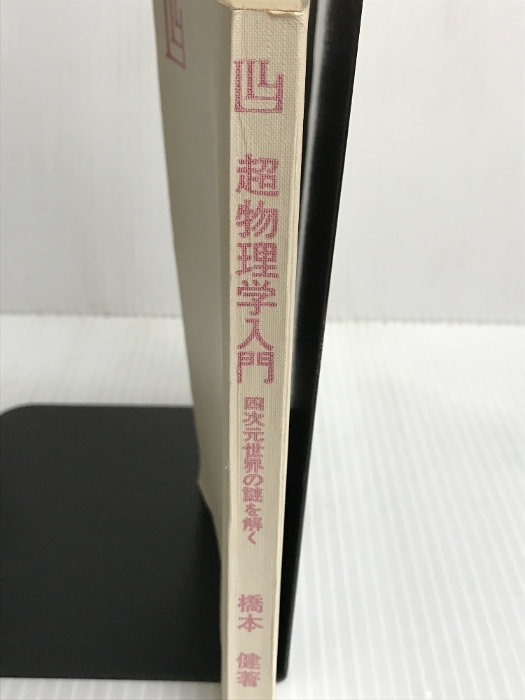 超物理学入門
四次元世界の謎を解く
橋本 健著